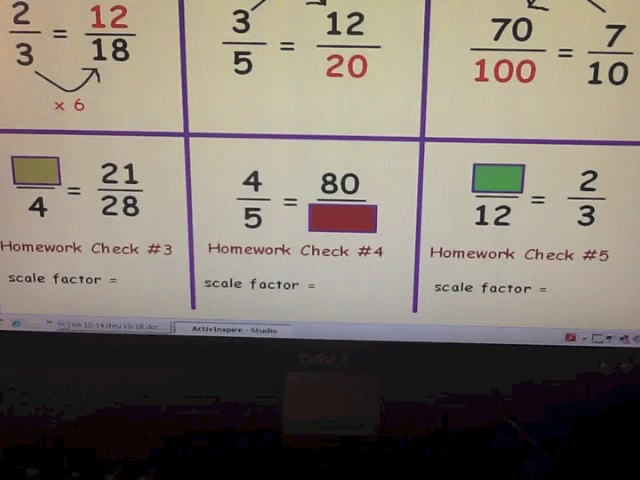 2/3 = 12/18
x 6
3/5 = 12/20
70/100 = 7/10
/4 = 21/28
Homework Check #3
scale factor =
4/5 = 80/
Homework Check #4
scale factor =
/12 = 2/3
Homework Check #5
scale factor =
ActivInspire - Studio
DELL